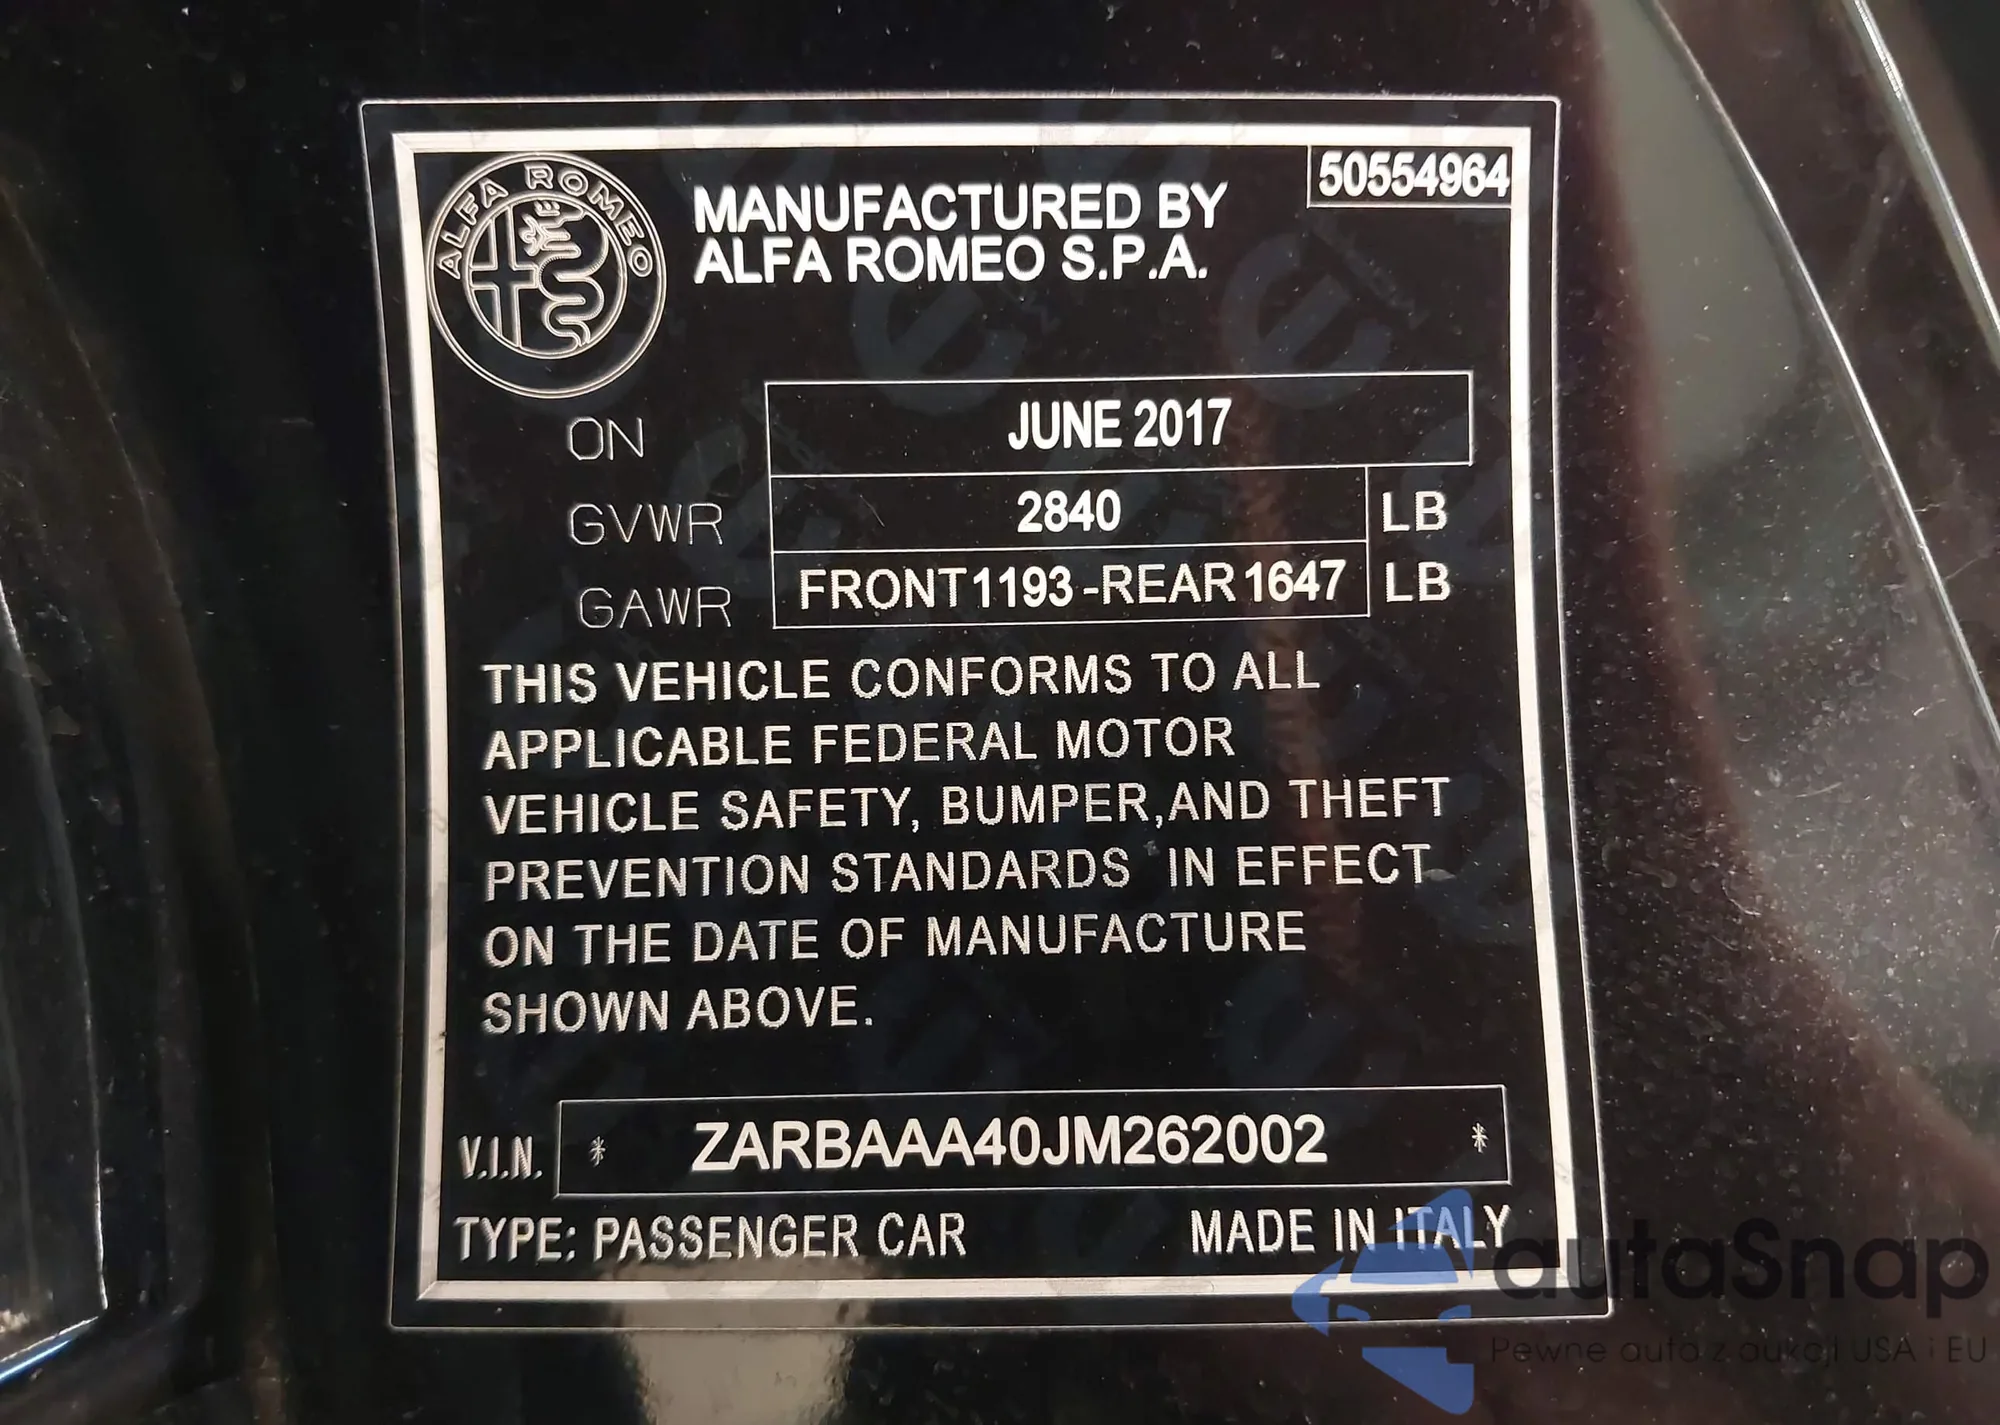 ALFA ROMEO
50554964
MANUFACTURED BY
ALFA ROMEO S.P.A.
ON JUNE 2017
GVWR 2840 LB
GAWR FRONT 1193 - REAR 1647 LB
THIS VEHICLE CONFORMS TO ALL
APPLICABLE FEDERAL MOTOR
VEHICLE SAFETY, BUMPER, AND THEFT
PREVENTION STANDARDS IN EFFECT
ON THE DATE OF MANUFACTURE
SHOWN ABOVE.
V.I.N. * ZARBAAA40JM262002 *
TYPE: PASSENGER CAR MADE IN ITALY
autaSnap
Pewne auta z aukcji USA i EU